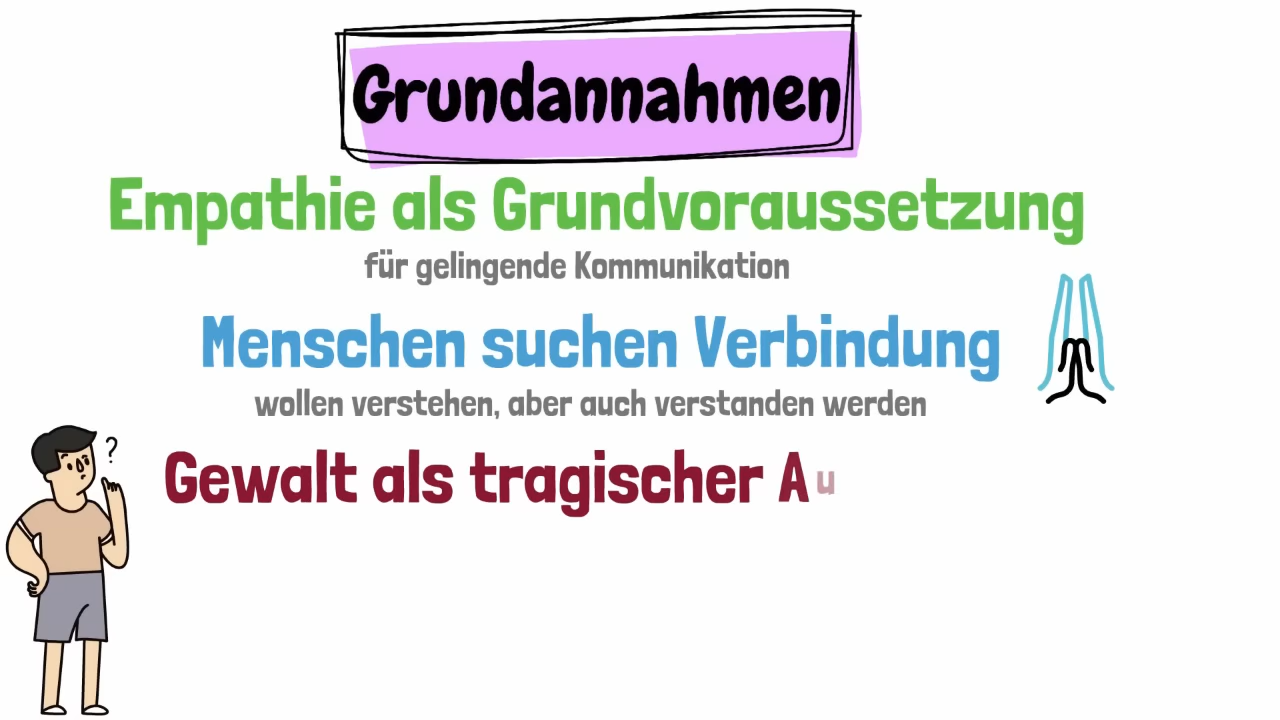 Grundannahmen
Empathie als Grundvoraussetzung
für gelingende Kommunikation
Menschen suchen Verbindung
wollen verstehen, aber auch verstanden werden
?
Gewalt als tragischer Au